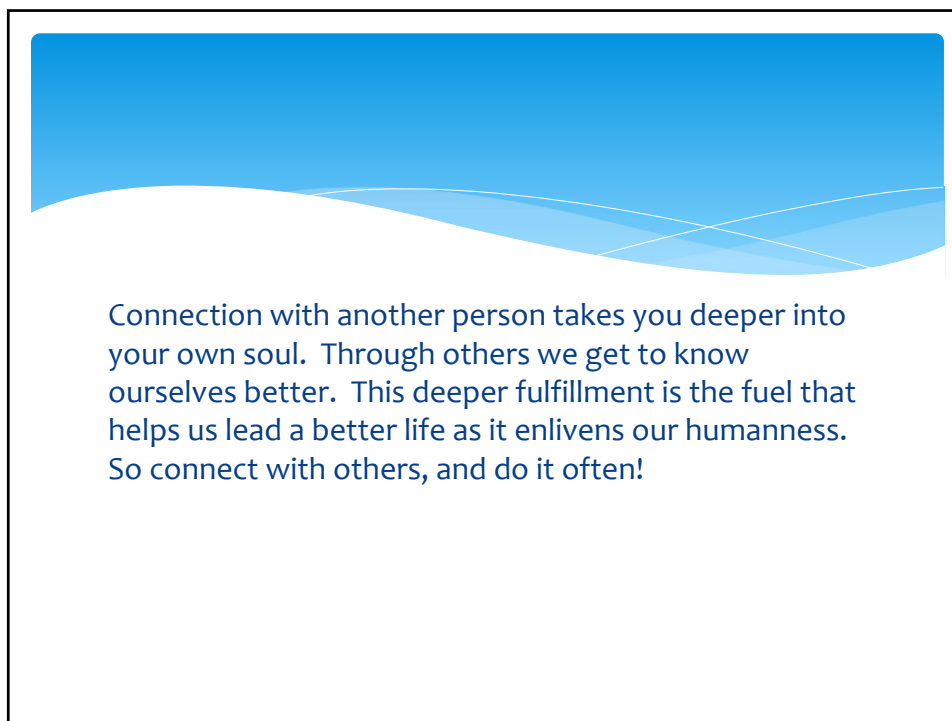 Connection with another person takes you deeper into
your own soul.  Through others we get to know
ourselves better.  This deeper fulfillment is the fuel that
helps us lead a better life as it enlivens our humanness.
So connect with others, and do it often!